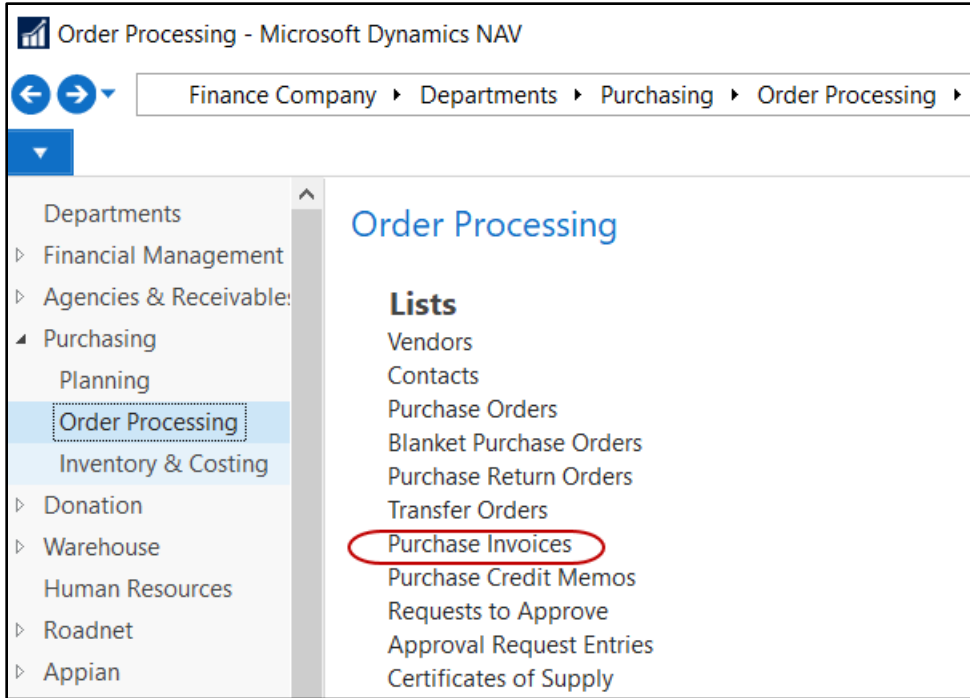 Order Processing - Microsoft Dynamics NAV
Finance Company Departments Purchasing Order Processing
Departments
Financial Management
Agencies & Receivables
Purchasing
Planning
Order Processing
Inventory & Costing
Donation
Warehouse
Human Resources
Roadnet
Appian
Order Processing
Lists
Vendors
Contacts
Purchase Orders
Blanket Purchase Orders
Purchase Return Orders
Transfer Orders
Purchase Invoices
Purchase Credit Memos
Requests to Approve
Approval Request Entries
Certificates of Supply